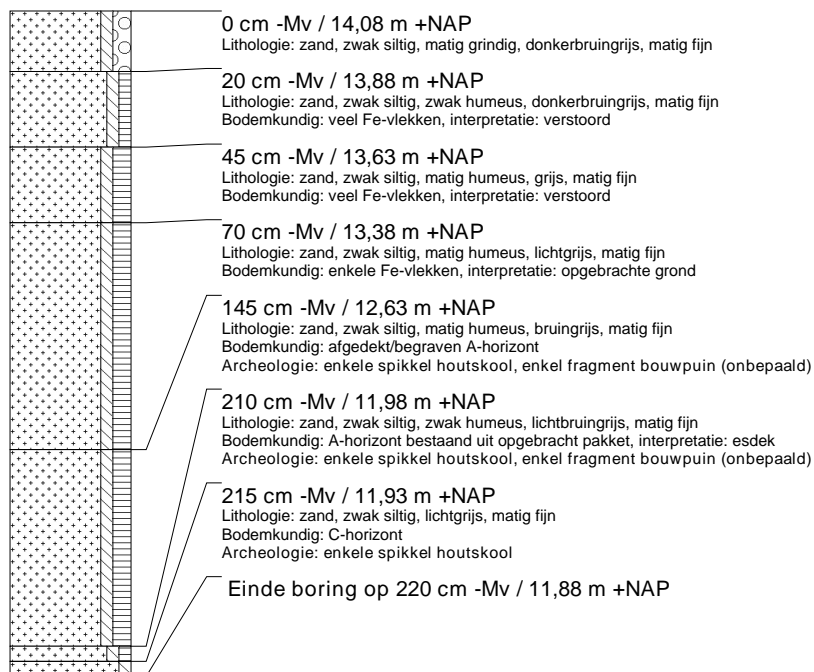 0 cm -Mv / 14,08 m +NAP
Lithologie: zand, zwak siltig, matig grindig, donkerbruingrijs, matig fijn
20 cm -Mv / 13,88 m +NAP
Lithologie: zand, zwak siltig, zwak humeus, donkerbruingrijs, matig fijn
Bodemkundig: veel Fe-vlekken, interpretatie: verstoord
45 cm -Mv / 13,63 m +NAP
Lithologie: zand, zwak siltig, matig humeus, grijs, matig fijn
Bodemkundig: veel Fe-vlekken, interpretatie: verstoord
70 cm -Mv / 13,38 m +NAP
Lithologie: zand, zwak siltig, matig humeus, lichtgrijs, matig fijn
Bodemkundig: enkele Fe-vlekken, interpretatie: opgebrachte grond
145 cm -Mv / 12,63 m +NAP
Lithologie: zand, zwak siltig, matig humeus, bruingrijs, matig fijn
Bodemkundig: afgedekt/begraven A-horizont
Archeologie: enkele spikkel houtskool, enkel fragment bouwpuin (onbepaald)
210 cm -Mv / 11,98 m +NAP
Lithologie: zand, zwak siltig, zwak humeus, lichtbruingrijs, matig fijn
Bodemkundig: A-horizont bestaand uit opgebracht pakket, interpretatie: esdek
Archeologie: enkele spikkel houtskool, enkel fragment bouwpuin (onbepaald)
215 cm -Mv / 11,93 m +NAP
Lithologie: zand, zwak siltig, lichtgrijs, matig fijn
Bodemkundig: C-horizont
Archeologie: enkele spikkel houtskool
Einde boring op 220 cm -Mv / 11,88 m +NAP